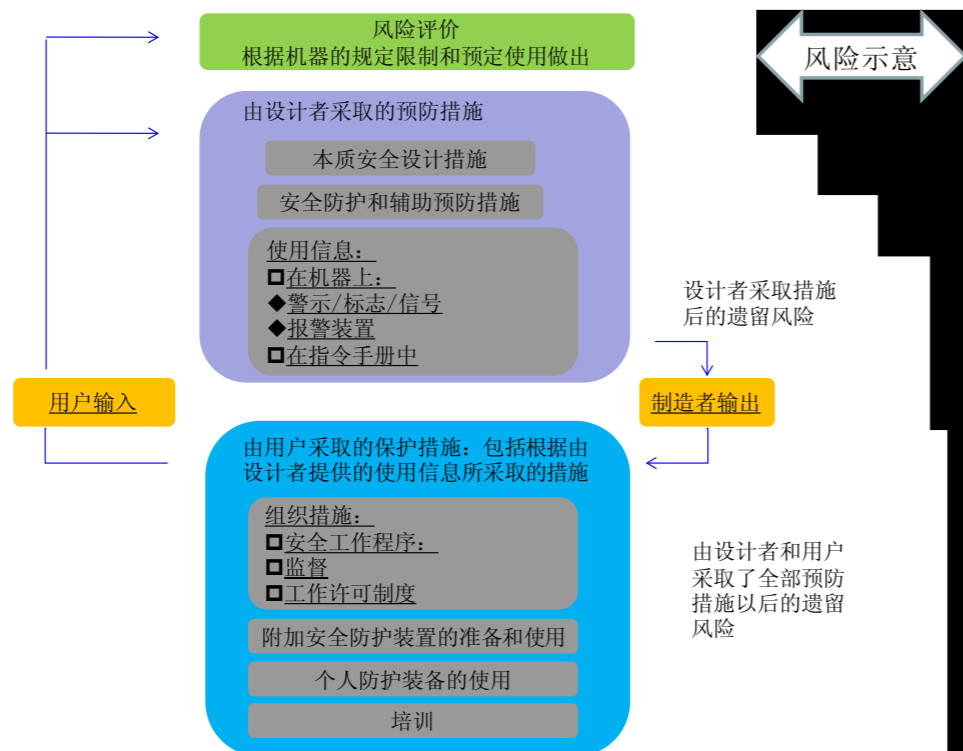 风险评价
根据机器的规定限制和预定使用做出
风险示意
由设计者采取的预防措施
本质安全设计措施
安全防护和辅助预防措施
使用信息：
在机器上：
◆警示/标志/信号
◆报警装置
在指令手册中
设计者采取措施
后的遗留风险
用户输入
制造者输出
由用户采取的保护措施：包括根据由
设计者提供的使用信息所采取的措施
组织措施：
安全工作程序：
监督
工作许可制度
附加安全防护装置的准备和使用
个人防护装备的使用
培训
由设计者和用户
采取了全部预防
措施以后的遗留
风险